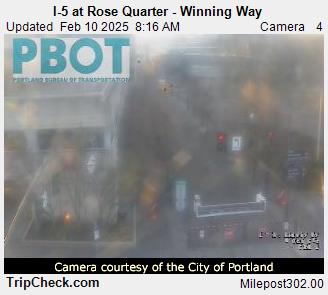 I-5 at Rose Quarter - Winning Way
Updated  Feb 10 2025  8:16 AM
Camera  4
PBOT
PORTLAND BUREAU OF TRANSPORTATION
Camera courtesy of the City of Portland
TripCheck.com
Milepost302.00